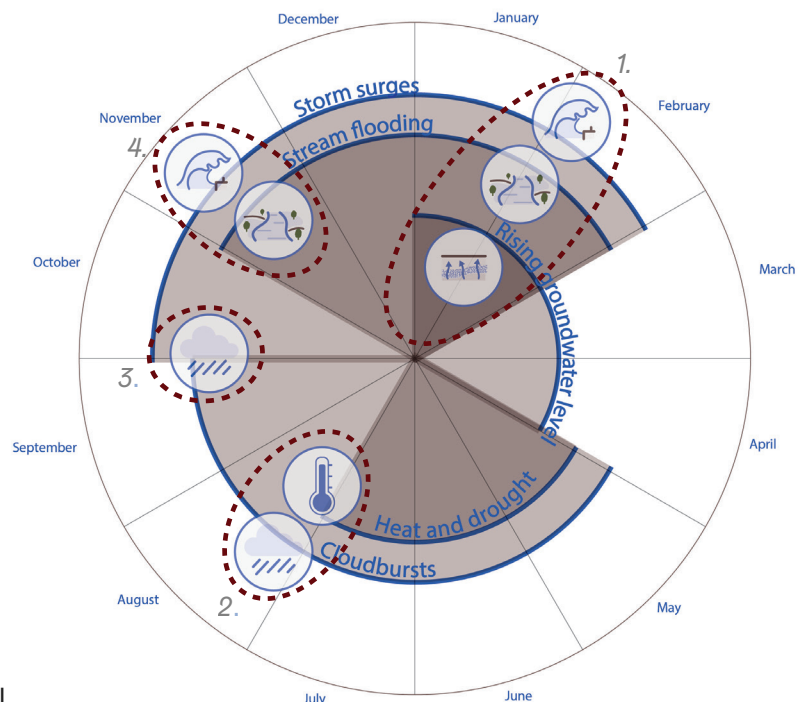 December
January
1.
February
November
4.
Storm surges
Stream flooding
Rising groundwater level
October
March
3.
September
April
Heat and drought
Cloudbursts
August
2.
May
July
June